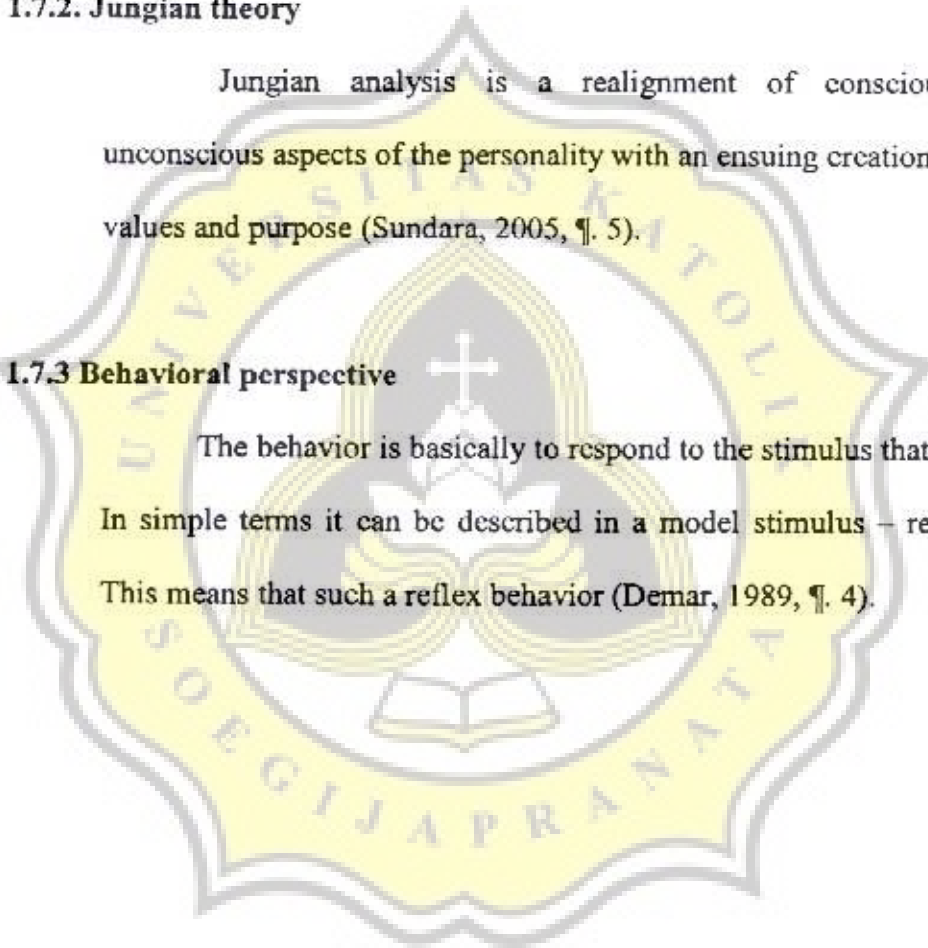 1.7.2. Jungian theory
Jungian analysis is a realignment of
unconscious aspects of the personality with an ensuing creation
values and purpose (Sundara, 2005, ¶. 5).
1.7.3 Behavioral perspective
The behavior is basically to respond to the stimulus that
In simple terms it can be described in a model stimulus –
This means that such a reflex behavior (Demar, 1989, ¶. 4).
UNIVERSITAS KATOLIK
SOEGIJAPRANATA